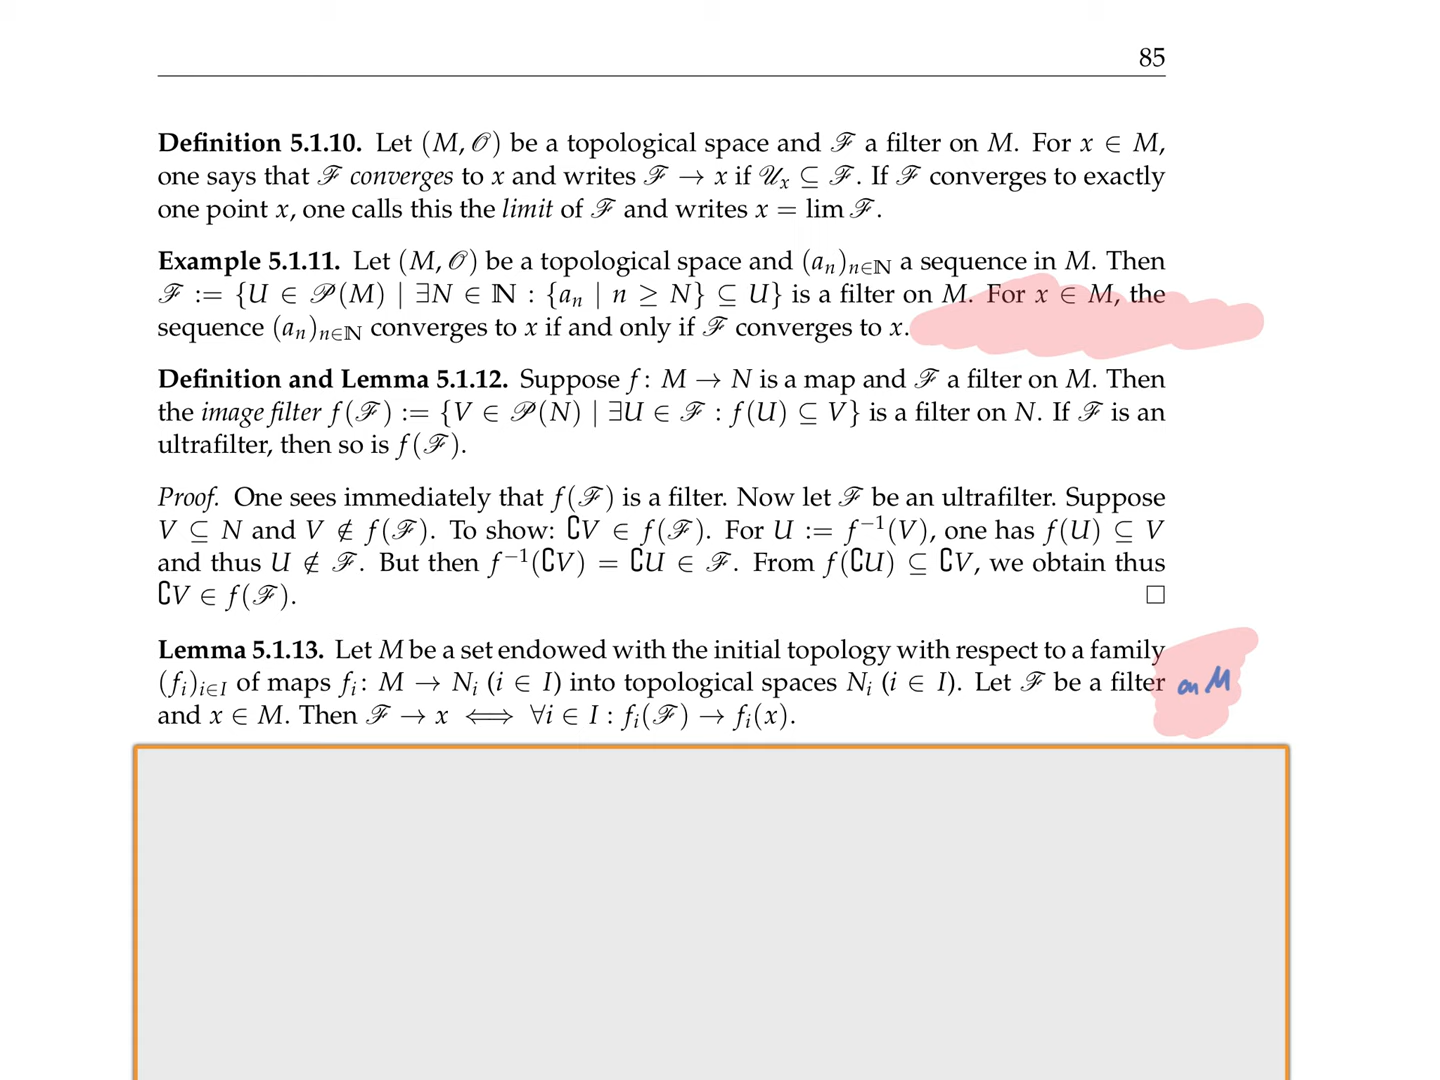 85
Definition 5.1.10. Let (M, 𝒪) be a topological space and ℱ a filter on M. For x ∈ M,
one says that ℱ converges to x and writes ℱ → x if 𝒰ₓ ⊆ ℱ. If ℱ converges to exactly
one point x, one calls this the limit of ℱ and writes x = lim ℱ.
Example 5.1.11. Let (M, 𝒪) be a topological space and (aₙ)ₙ∈ℕ a sequence in M. Then
ℱ := {U ∈ 𝒫(M) | ∃N ∈ ℕ : {aₙ | n ≥ N} ⊆ U} is a filter on M. For x ∈ M, the
sequence (aₙ)ₙ∈ℕ converges to x if and only if ℱ converges to x.
Definition and Lemma 5.1.12. Suppose f : M → N is a map and ℱ a filter on M. Then
the image filter f(ℱ) := {V ∈ 𝒫(N) | ∃U ∈ ℱ : f(U) ⊆ V} is a filter on N. If ℱ is an
ultrafilter, then so is f(ℱ).
Proof. One sees immediately that f(ℱ) is a filter. Now let ℱ be an ultrafilter. Suppose
V ⊆ N and V ∉ f(ℱ). To show: ∁V ∈ f(ℱ). For U := f⁻¹(V), one has f(U) ⊆ V
and thus U ∉ ℱ. But then f⁻¹(∁V) = ∁U ∈ ℱ. From f(∁U) ⊆ ∁V, we obtain thus
∁V ∈ f(ℱ). □
Lemma 5.1.13. Let M be a set endowed with the initial topology with respect to a family
(fᵢ)ᵢ∈I of maps fᵢ : M → Nᵢ (i ∈ I) into topological spaces Nᵢ (i ∈ I). Let ℱ be a filter on M
and x ∈ M. Then ℱ → x ⟺ ∀i ∈ I : fᵢ(ℱ) → fᵢ(x).